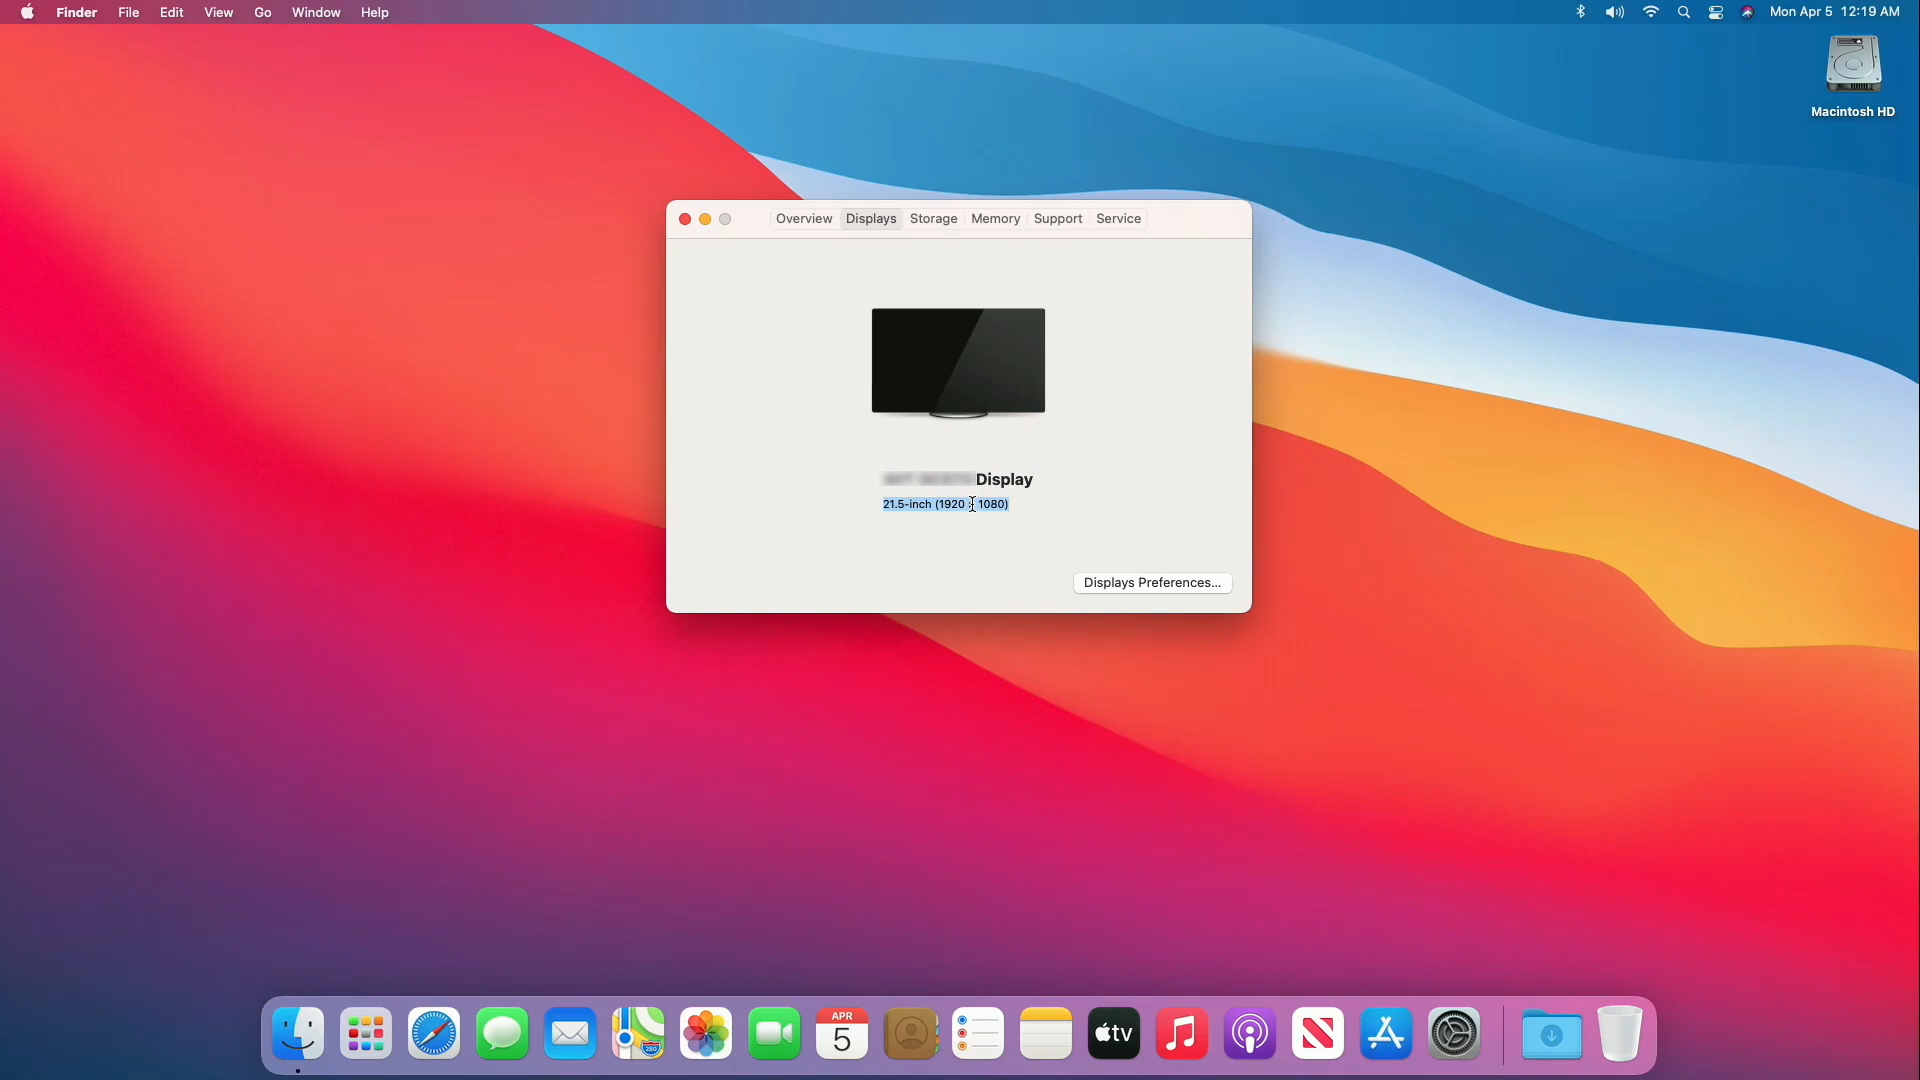 Finder File Edit View Go Window Help
Mon Apr 5 12:19 AM
Macintosh HD
Overview Displays Storage Memory Support Service
Display
21.5-inch (1920 1080)
Displays Preferences...
280
APR
5
tv